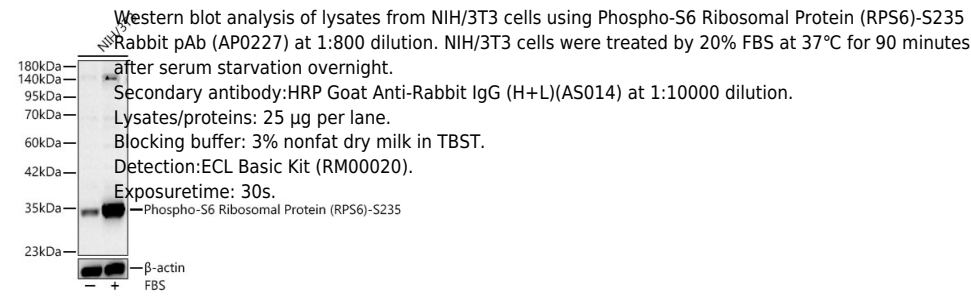 Western blot analysis of lysates from NIH/3T3 cells using Phospho-S6 Ribosomal Protein (RPS6)-S235
Rabbit pAb (AP0227) at 1:800 dilution. NIH/3T3 cells were treated by 20% FBS at 37°C for 90 minutes
after serum starvation overnight.
Secondary antibody:HRP Goat Anti-Rabbit IgG (H+L)(AS014) at 1:10000 dilution.
Lysates/proteins: 25 μg per lane.
Blocking buffer: 3% nonfat dry milk in TBST.
Detection:ECL Basic Kit (RM00020).
Exposuretime: 30s.
NIH/3T3
180kDa
140kDa
95kDa
70kDa
60kDa
42kDa
35kDa
Phospho-S6 Ribosomal Protein (RPS6)-S235
23kDa
β-actin
− + FBS